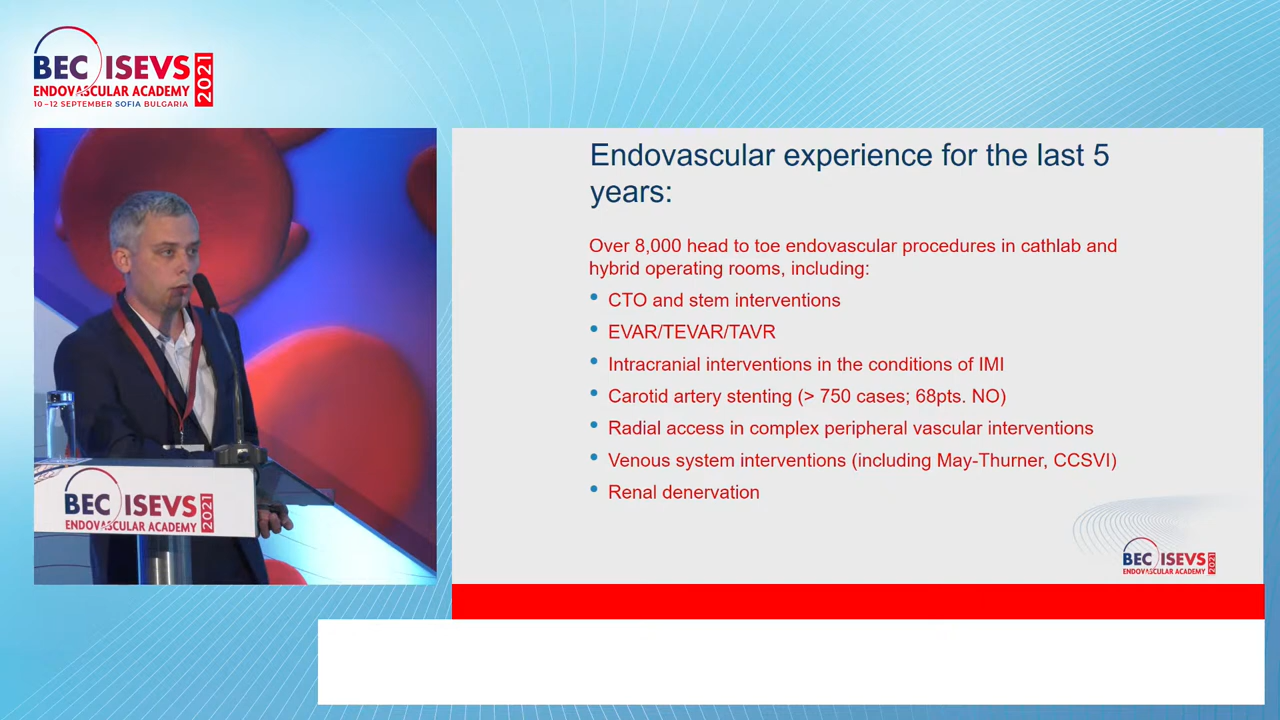 BEC ISEVS 2021
ENDOVASCULAR ACADEMY
10–12 SEPTEMBER SOFIA BULGARIA
Endovascular experience for the last 5
years:
Over 8,000 head to toe endovascular procedures in cathlab and
hybrid operating rooms, including:
• CTO and stem interventions
• EVAR/TEVAR/TAVR
• Intracranial interventions in the conditions of IMI
• Carotid artery stenting (> 750 cases; 68pts. NO)
• Radial access in complex peripheral vascular interventions
• Venous system interventions (including May-Thurner, CCSVI)
• Renal denervation
BEC ISEVS 2021
ENDOVASCULAR ACADEMY
BEC ISEVS 2021
ENDOVASCULAR ACADEMY